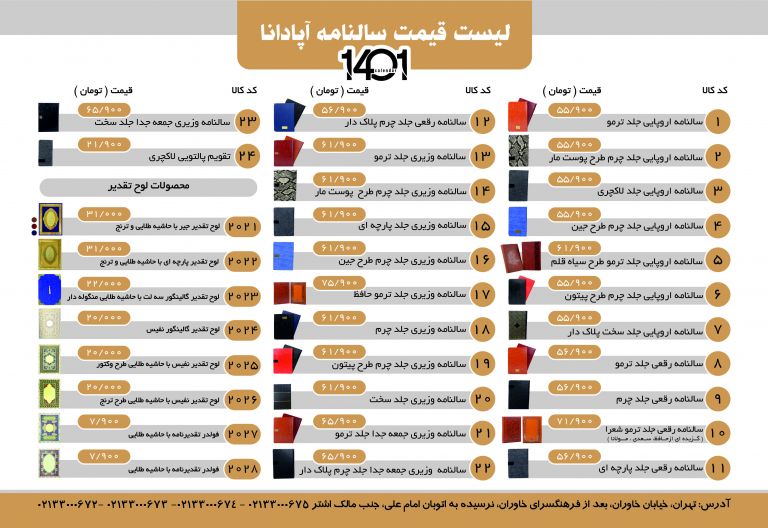 لیست قیمت سالنامه آپادانا
1401
calendar
کد کالا
قیمت ( تومان )
۱
سالنامه اروپایی جلد ترمو
۵۵/۹۰۰
۲
سالنامه اروپایی جلد چرم طرح پوست مار
۵۵/۹۰۰
۳
سالنامه اروپایی جلد لاکچری
۵۵/۹۰۰
۴
سالنامه اروپایی جلد چرم طرح جین
۵۵/۹۰۰
۵
سالنامه اروپایی جلد ترمو طرح سیاه قلم
۶۱/۹۰۰
۶
سالنامه اروپایی جلد چرم طرح پیتون
۵۵/۹۰۰
۷
سالنامه اروپایی جلد سخت پلاک دار
۵۵/۹۰۰
۸
سالنامه رقعی جلد ترمو
۵۶/۹۰۰
۹
سالنامه رقعی جلد چرم
۵۶/۹۰۰
۱۰
سالنامه رقعی جلد ترمو شعرا
( گزیده ای ازحافظ، سعدی ، مولانا )
۷۱/۹۰۰
۱۱
سالنامه رقعی جلد پارچه ای
۵۶/۹۰۰
کد کالا
قیمت ( تومان )
۱۲
سالنامه رقعی جلد چرم پلاک دار
۵۶/۹۰۰
۱۳
سالنامه وزیری جلد ترمو
۶۱/۹۰۰
۱۴
سالنامه وزیری جلد چرم طرح پوست مار
۶۱/۹۰۰
۱۵
سالنامه وزیری جلد پارچه ای
۶۱/۹۰۰
۱۶
سالنامه وزیری جلد چرم طرح جین
۶۱/۹۰۰
۱۷
سالنامه وزیری جلد ترمو حافظ
۷۵/۹۰۰
۱۸
سالنامه وزیری جلد چرم
۶۱/۹۰۰
۱۹
سالنامه وزیری جلد چرم طرح پیتون
۶۱/۹۰۰
۲۰
سالنامه وزیری جلد سخت
۶۱/۹۰۰
۲۱
سالنامه وزیری جمعه جدا جلد ترمو
۶۵/۹۰۰
۲۲
سالنامه وزیری جمعه جدا جلد چرم پلاک دار
۶۵/۹۰۰
کد کالا
قیمت ( تومان )
۲۳
سالنامه وزیری جمعه جدا جلد سخت
۶۵/۹۰۰
۲۴
تقویم پالتویی لاکچری
۲۱/۹۰۰
محصولات لوح تقدیر
۲۰۲۱
لوح تقدیر جیر با حاشیه طلایی و ترنج
۳۱/۰۰۰
۲۰۲۲
لوح تقدیر پارچه ای با حاشیه طلایی و ترنج
۳۱/۰۰۰
۲۰۲۳
لوح تقدیر گالینگور سه لت با حاشیه طلایی منگوله دار
۲۲/۰۰۰
۲۰۲۴
لوح تقدیر گالینگور نفیس
۲۰/۰۰۰
۲۰۲۵
لوح تقدیر نفیس با حاشیه طلایی طرح وکتور
۲۰/۰۰۰
۲۰۲۶
لوح تقدیر نفیس با حاشیه طلایی طرح ترنج
۲۰/۰۰۰
۲۰۲۷
فولدر تقدیرنامه با حاشیه طلایی
۷/۹۰۰
۲۰۲۸
فولدر تقدیرنامه با حاشیه طلایی
۷/۹۰۰
آدرس: تهران، خیابان خاوران، بعد از فرهنگسرای خاوران، نرسیده به اتوبان امام علی، جنب مالک اشتر ۰۲۱۳۳۰۰۰۶۷۵ - ۰۲۱۳۳۰۰۰۶۷۴ - ۰۲۱۳۳۰۰۰۶۷۳ - ۰۲۱۳۳۰۰۰۶۷۲